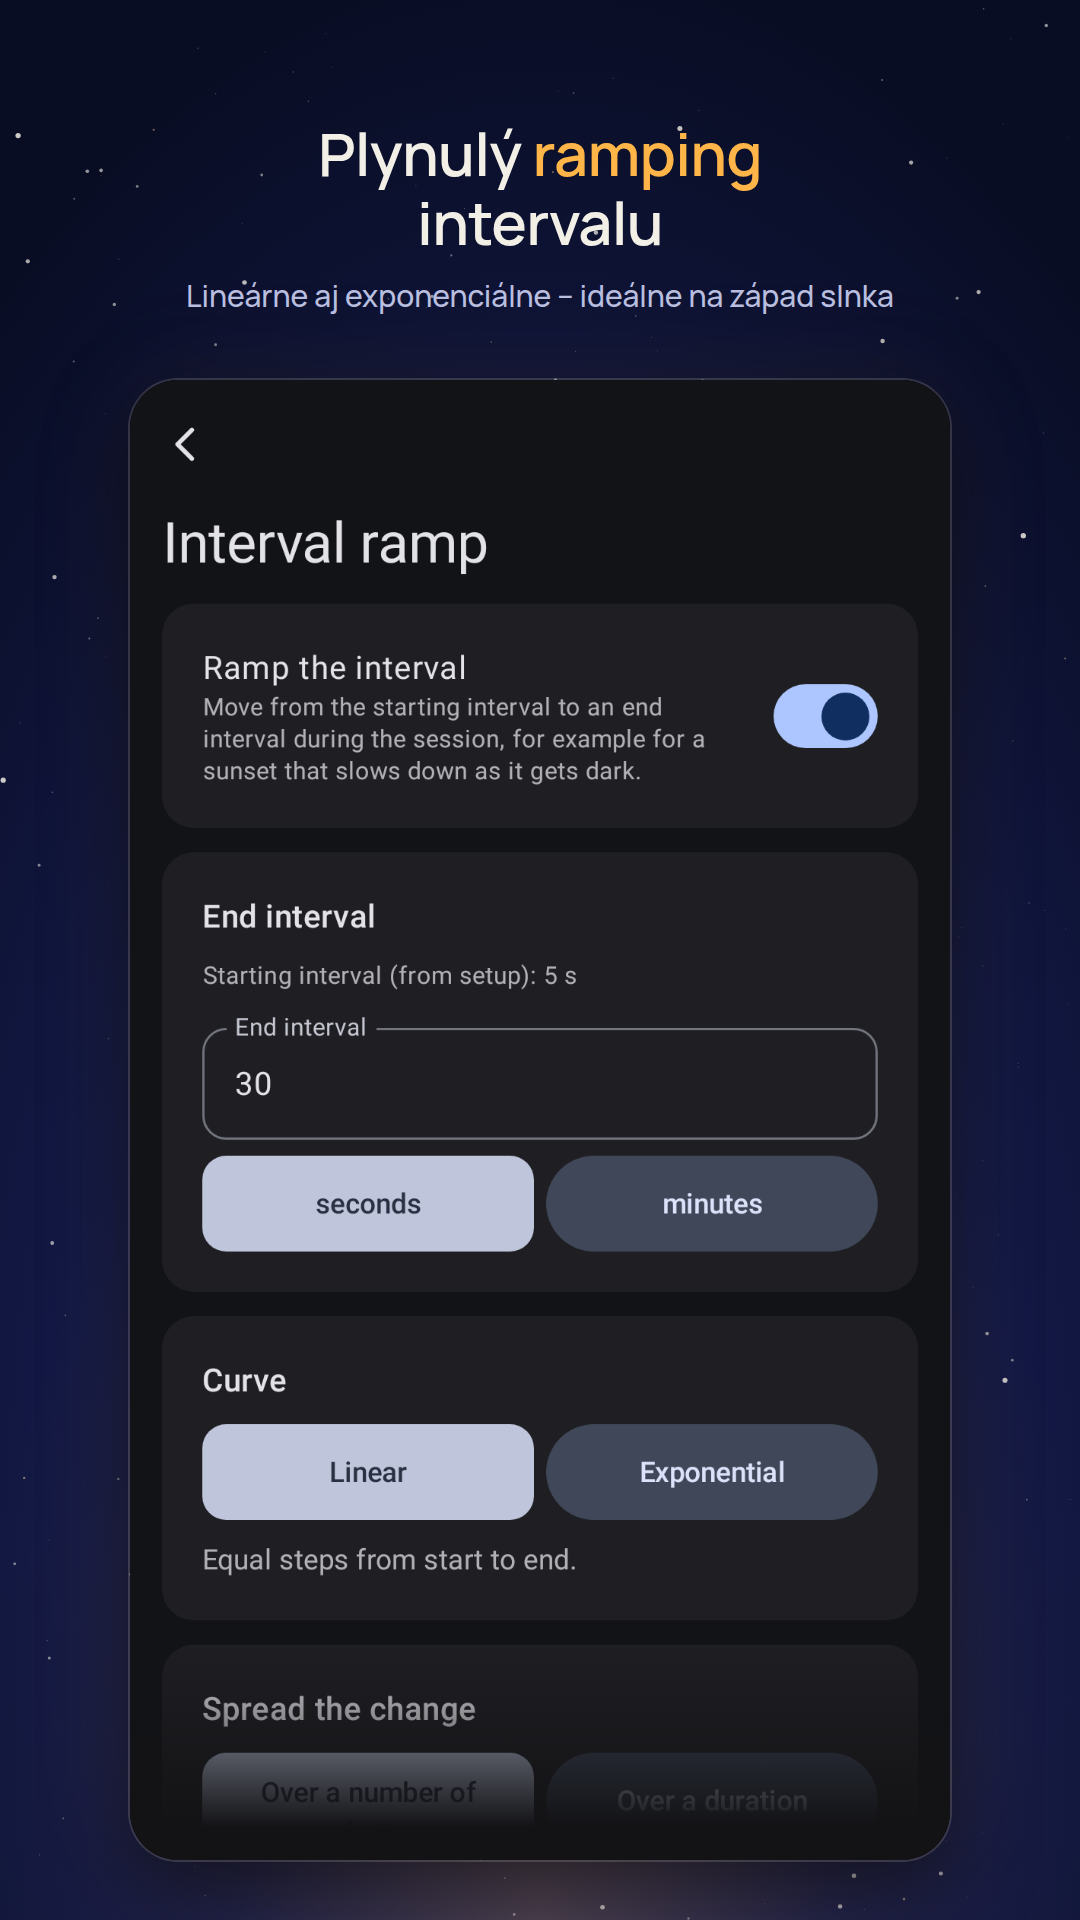 Plynulý ramping
intervalu
Lineárne aj exponenciálne – ideálne na západ slnka
Interval ramp
Ramp the interval
Move from the starting interval to an end
interval during the session, for example for a
sunset that slows down as it gets dark.
End interval
Starting interval (from setup): 5 s
End interval
30
seconds
minutes
Curve
Linear
Exponential
Equal steps from start to end.
Spread the change
Over a number of
Over a duration